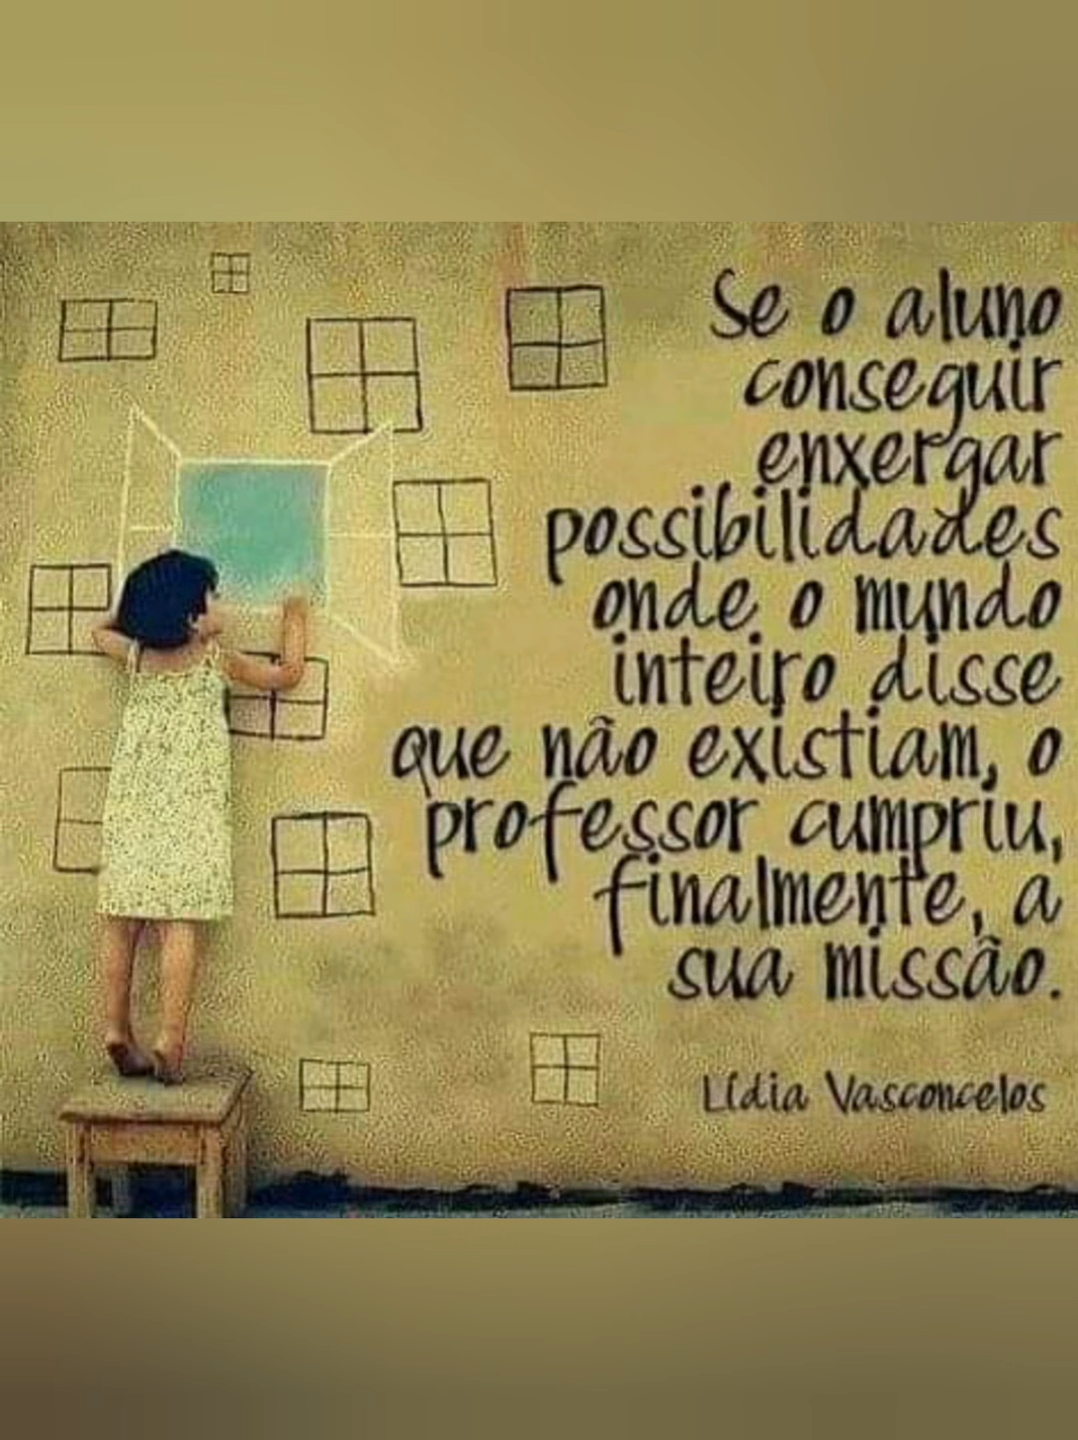 Se o aluno
conseguir
enxergar
possibilidades
onde o mundo
inteiro disse
que não existiam, o
professor cumpriu,
finalmente, a
sua missão.
Lídia Vasconcelos